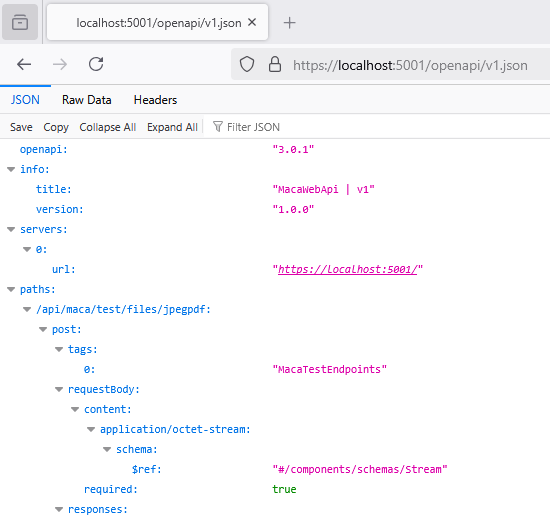 localhost:5001/openapi/v1.json
https://localhost:5001/openapi/v1.json
JSON Raw Data Headers
Save Copy Collapse All Expand All Filter JSON
openapi: "3.0.1"
info:
title: "MacaWebApi | v1"
version: "1.0.0"
servers:
0:
url: "https://localhost:5001/"
paths:
/api/maca/test/files/jpegpdf:
post:
tags:
0: "MacaTestEndpoints"
requestBody:
content:
application/octet-stream:
schema:
$ref: "#/components/schemas/Stream"
required: true
responses: